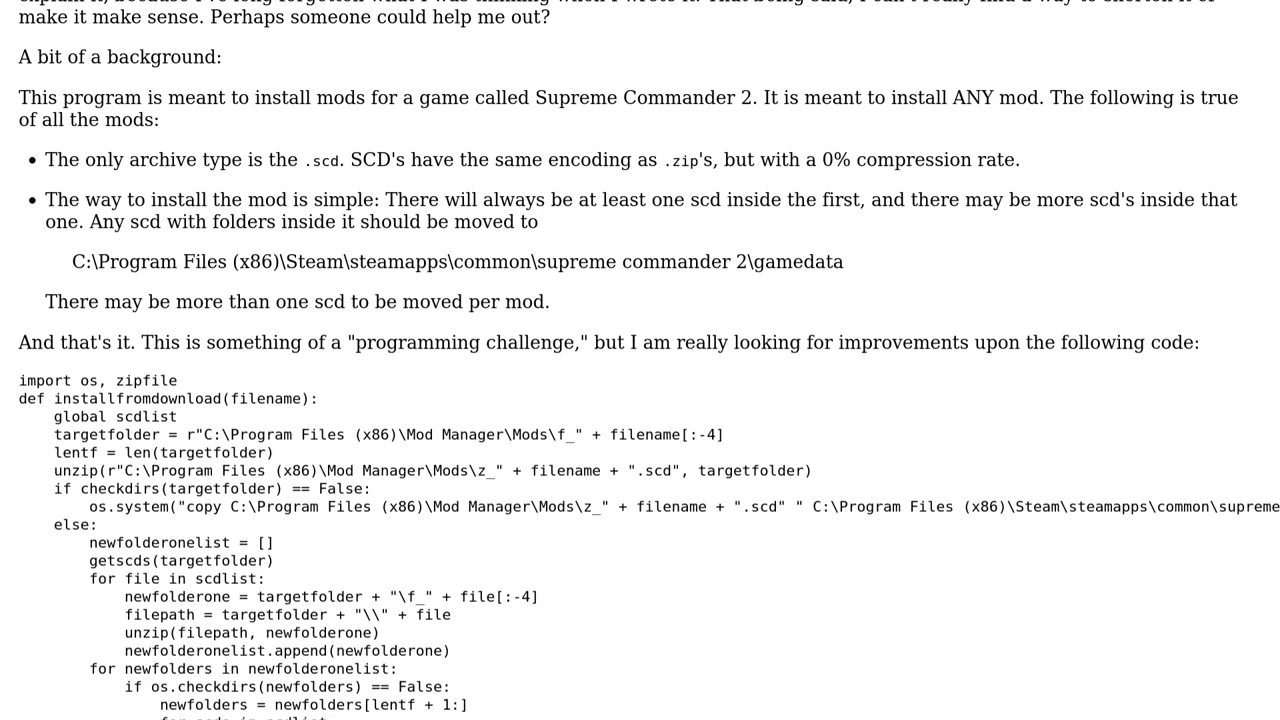 make it make sense. Perhaps someone could help me out?
A bit of a background:
This program is meant to install mods for a game called Supreme Commander 2. It is meant to install ANY mod. The following is true
of all the mods:
• The only archive type is the .scd. SCD's have the same encoding as .zip's, but with a 0% compression rate.
• The way to install the mod is simple: There will always be at least one scd inside the first, and there may be more scd's inside that
one. Any scd with folders inside it should be moved to
C:\Program Files (x86)\Steam\steamapps\common\supreme commander 2\gamedata
There may be more than one scd to be moved per mod.
And that's it. This is something of a "programming challenge," but I am really looking for improvements upon the following code:
import os, zipfile
def installfromdownload(filename):
    global scdlist
    targetfolder = r"C:\Program Files (x86)\Mod Manager\Mods\f_" + filename[:-4]
    lentf = len(targetfolder)
    unzip(r"C:\Program Files (x86)\Mod Manager\Mods\z_" + filename + ".scd", targetfolder)
    if checkdirs(targetfolder) == False:
        os.system("copy C:\Program Files (x86)\Mod Manager\Mods\z_" + filename + ".scd" " C:\Program Files (x86)\Steam\steamapps\common\supreme
    else:
        newfolderonelist = []
        getscds(targetfolder)
        for file in scdlist:
            newfolderone = targetfolder + "\f_" + file[:-4]
            filepath = targetfolder + "\\" + file
            unzip(filepath, newfolderone)
            newfolderonelist.append(newfolderone)
        for newfolders in newfolderonelist:
            if os.checkdirs(newfolders) == False:
                newfolders = newfolders[lentf + 1:]